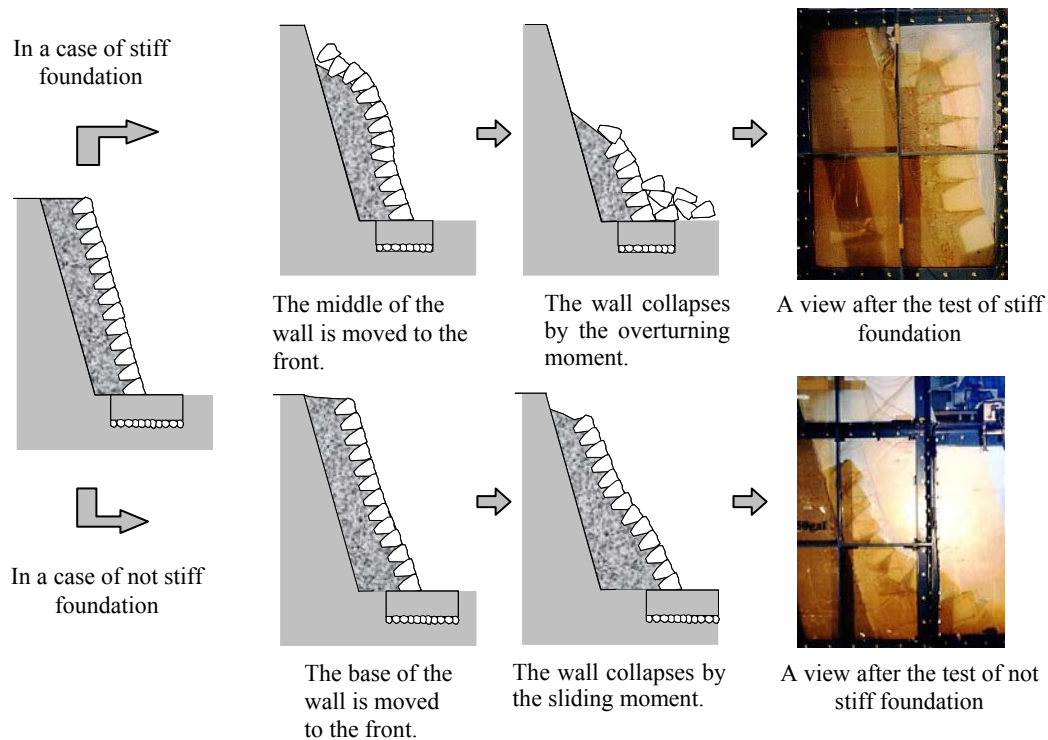 In a case of stiff
foundation
The middle of the
wall is moved to the
front.
The wall collapses
by the overturning
moment.
A view after the test of stiff
foundation
In a case of not stiff
foundation
The base of the
wall is moved
to the front.
The wall collapses by
the sliding moment.
50gal
A view after the test of not
stiff foundation